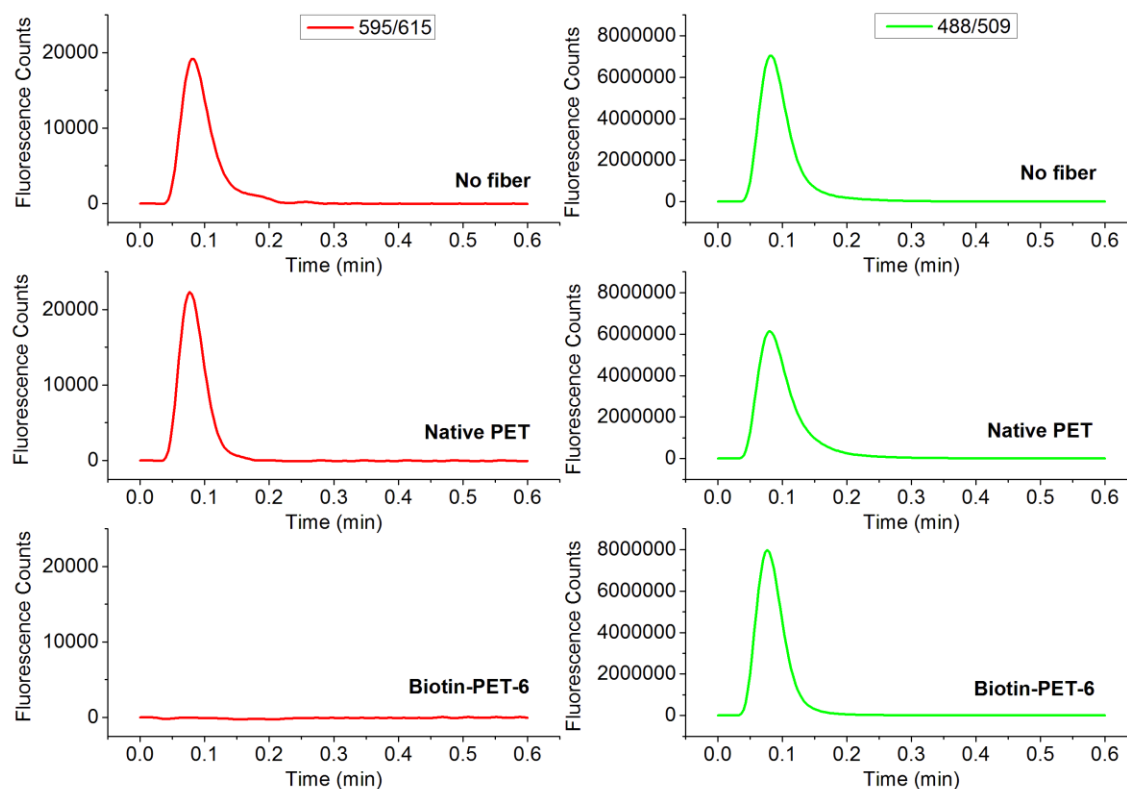 595/615
Fluorescence Counts
20000
10000
0
No fiber
0.0 0.1 0.2 0.3 0.4 0.5 0.6
Time (min)
488/509
Fluorescence Counts
8000000
6000000
4000000
2000000
0
No fiber
0.0 0.1 0.2 0.3 0.4 0.5 0.6
Time (min)
Fluorescence Counts
20000
10000
0
Native PET
0.0 0.1 0.2 0.3 0.4 0.5 0.6
Time (min)
Fluorescence Counts
8000000
6000000
4000000
2000000
0
Native PET
0.0 0.1 0.2 0.3 0.4 0.5 0.6
Time (min)
Fluorescence Counts
20000
10000
0
Biotin-PET-6
0.0 0.1 0.2 0.3 0.4 0.5 0.6
Time (min)
Fluorescence Counts
8000000
6000000
4000000
2000000
0
Biotin-PET-6
0.0 0.1 0.2 0.3 0.4 0.5 0.6
Time (min)